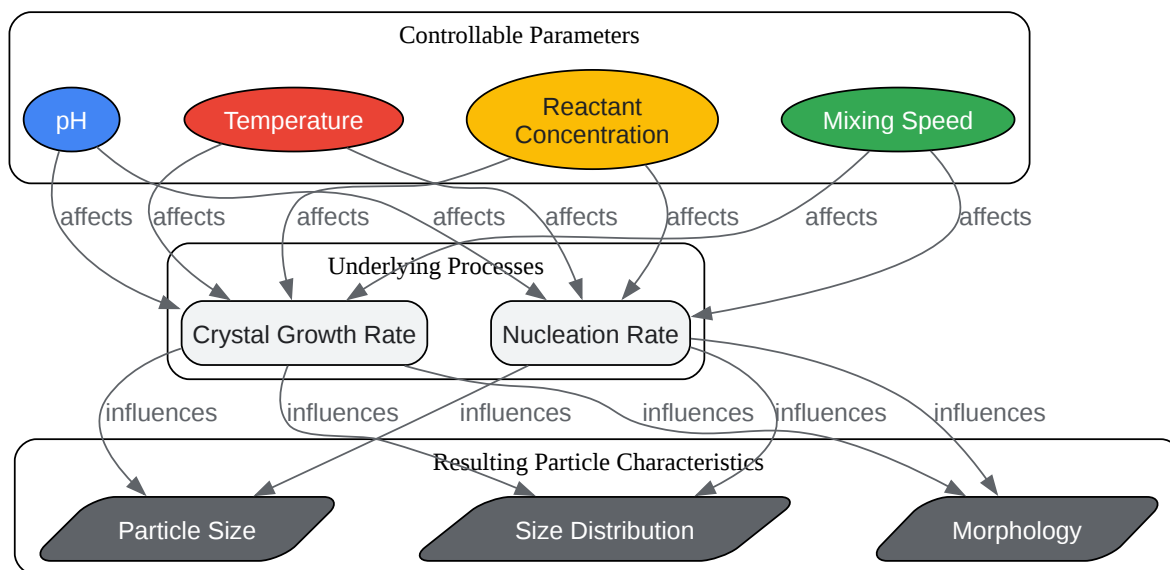 Controllable Parameters
pH
Temperature
Reactant
Concentration
Mixing Speed
affects
affects
affects
affects
affects
affects
affects
Underlying Processes
Crystal Growth Rate
Nucleation Rate
influences
influences
influences
influences
influences
influences
Resulting Particle Characteristics
Particle Size
Size Distribution
Morphology